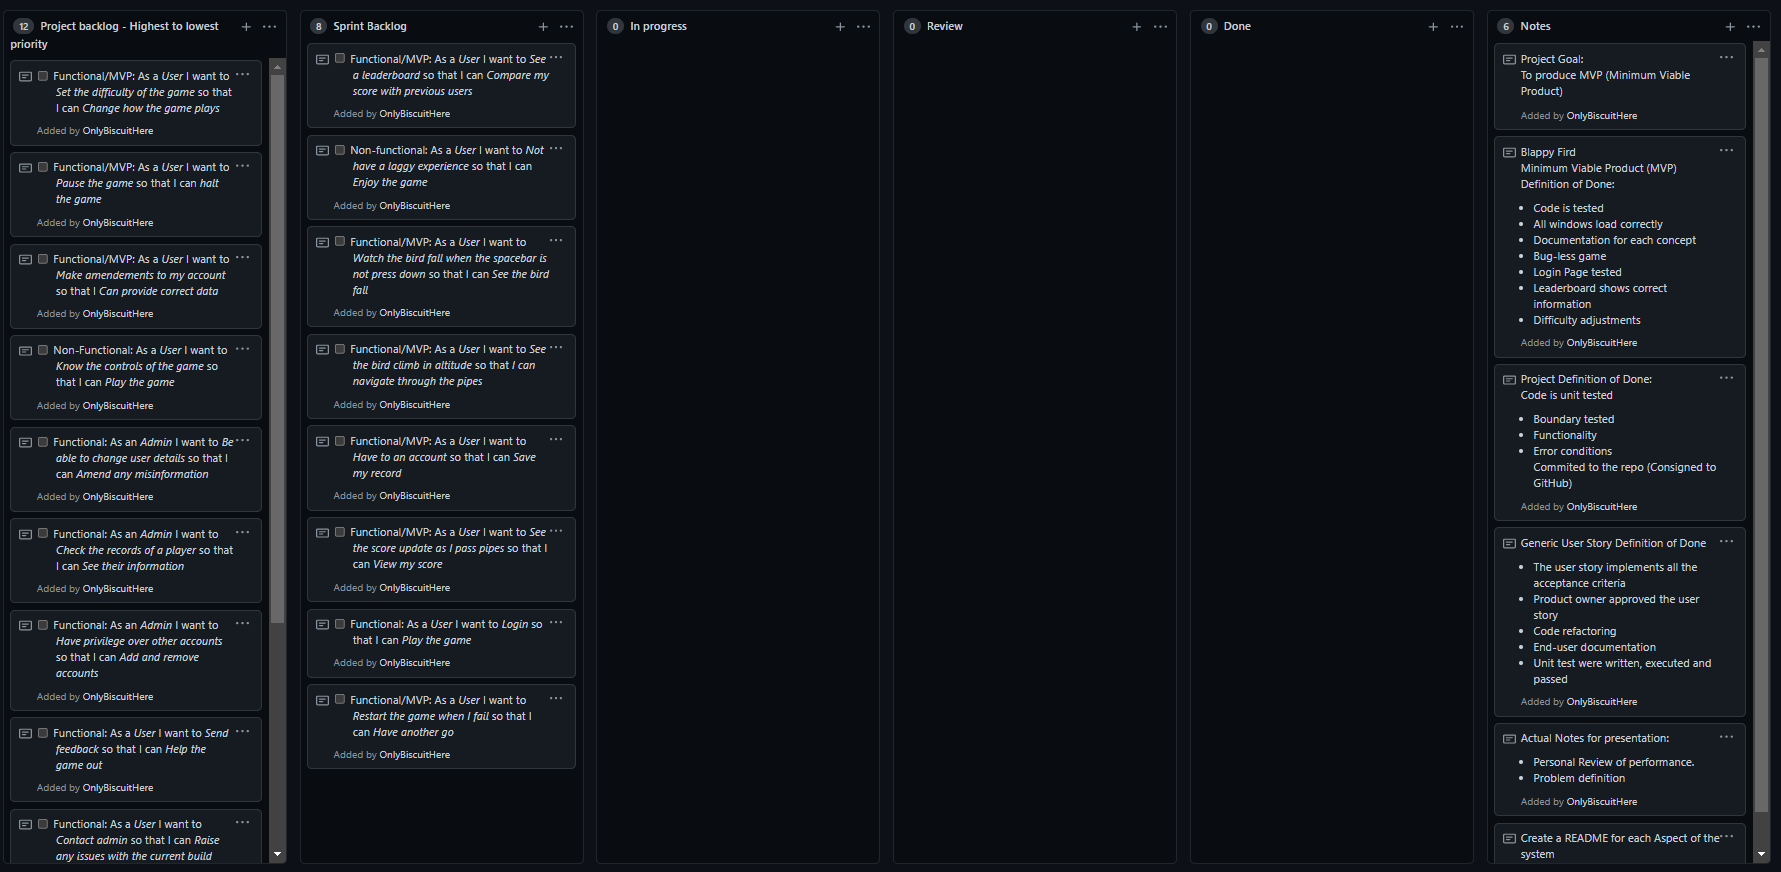 12 Project backlog - Highest to lowest
priority
Functional/MVP: As a User I want to
Set the difficulty of the game so that
I can Change how the game plays
Added by OnlyBiscuitHere
Functional/MVP: As a User I want to
Pause the game so that I can halt
the game
Added by OnlyBiscuitHere
Functional/MVP: As a User I want to
Make amendements to my account
so that I Can provide correct data
Added by OnlyBiscuitHere
Non-Functional: As a User I want to
Know the controls of the game so
that I can Play the game
Added by OnlyBiscuitHere
Functional: As an Admin I want to Be
able to change user details so that I
can Amend any misinformation
Added by OnlyBiscuitHere
Functional: As an Admin I want to
Check the records of a player so that
I can See their information
Added by OnlyBiscuitHere
Functional: As an Admin I want to
Have privilege over other accounts
so that I can Add and remove
accounts
Added by OnlyBiscuitHere
Functional: As a User I want to Send
feedback so that I can Help the
game out
Added by OnlyBiscuitHere
Functional: As a User I want to
Contact admin so that I can Raise
any issues with the current build
8 Sprint Backlog
Functional/MVP: As a User I want to See
a leaderboard so that I can Compare my
score with previous users
Added by OnlyBiscuitHere
Non-functional: As a User I want to Not
have a laggy experience so that I can
Enjoy the game
Added by OnlyBiscuitHere
Functional/MVP: As a User I want to
Watch the bird fall when the spacebar is
not press down so that I can See the bird
fall
Added by OnlyBiscuitHere
Functional/MVP: As a User I want to See
the bird climb in altitude so that I can
navigate through the pipes
Added by OnlyBiscuitHere
Functional/MVP: As a User I want to
Have to an account so that I can Save
my record
Added by OnlyBiscuitHere
Functional/MVP: As a User I want to See
the score update as I pass pipes so that I
can View my score
Added by OnlyBiscuitHere
Functional: As a User I want to Login so
that I can Play the game
Added by OnlyBiscuitHere
Functional/MVP: As a User I want to
Restart the game when I fail so that I
can Have another go
Added by OnlyBiscuitHere
0 In progress
0 Review
0 Done
6 Notes
Project Goal:
To produce MVP (Minimum Viable
Product)
Added by OnlyBiscuitHere
Blappy Fird
Minimum Viable Product (MVP)
Definition of Done:
• Code is tested
• All windows load correctly
• Documentation for each concept
• Bug-less game
• Login Page tested
• Leaderboard shows correct
information
• Difficulty adjustments
Added by OnlyBiscuitHere
Project Definition of Done:
Code is unit tested
• Boundary tested
• Functionality
• Error conditions
Commited to the repo (Consigned to
GitHub)
Added by OnlyBiscuitHere
Generic User Story Definition of Done
• The user story implements all the
acceptance criteria
• Product owner approved the user
story
• Code refactoring
• End-user documentation
• Unit test were written, executed and
passed
Added by OnlyBiscuitHere
Actual Notes for presentation:
• Personal Review of performance.
• Problem definition
Added by OnlyBiscuitHere
Create a README for each Aspect of the
system